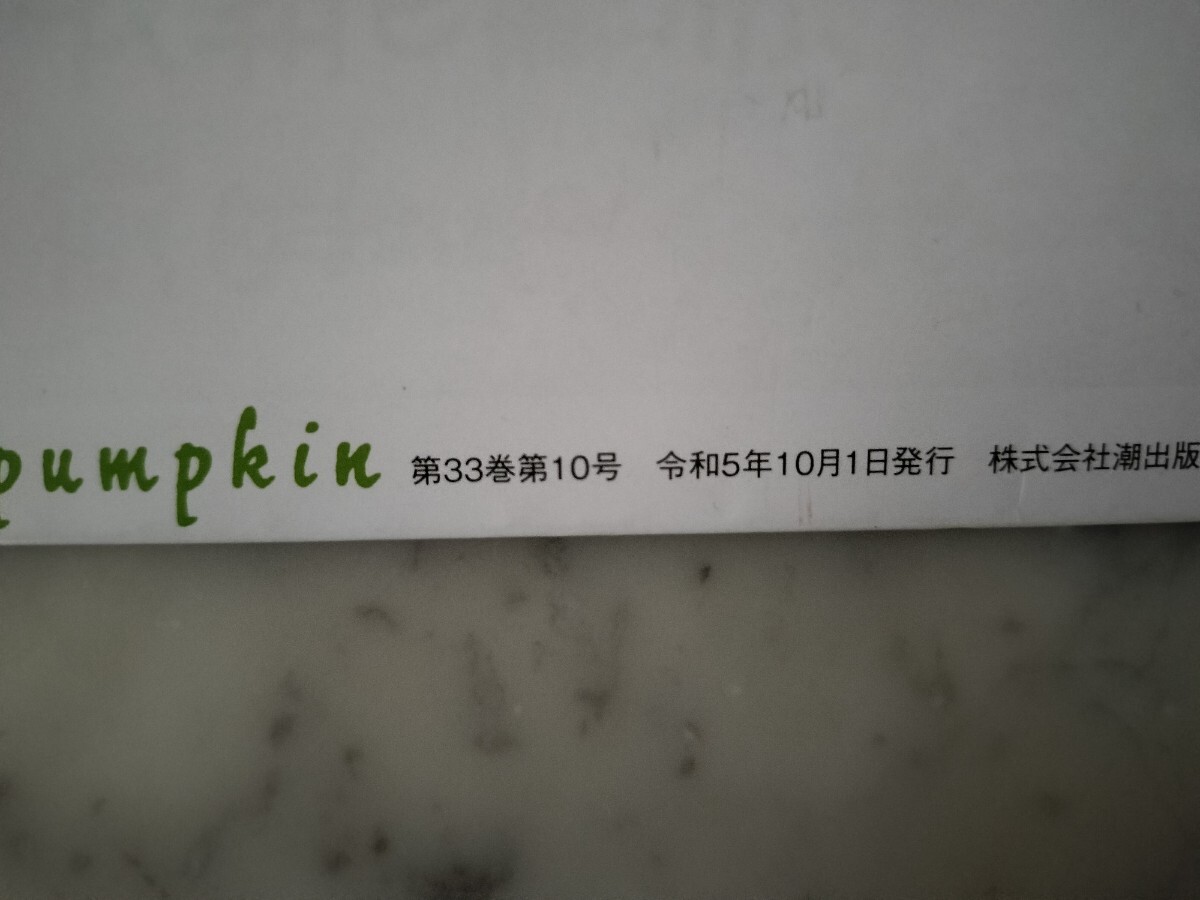 pumpkin 第33巻第10号 令和5年10月1日発行 株式会社潮出版